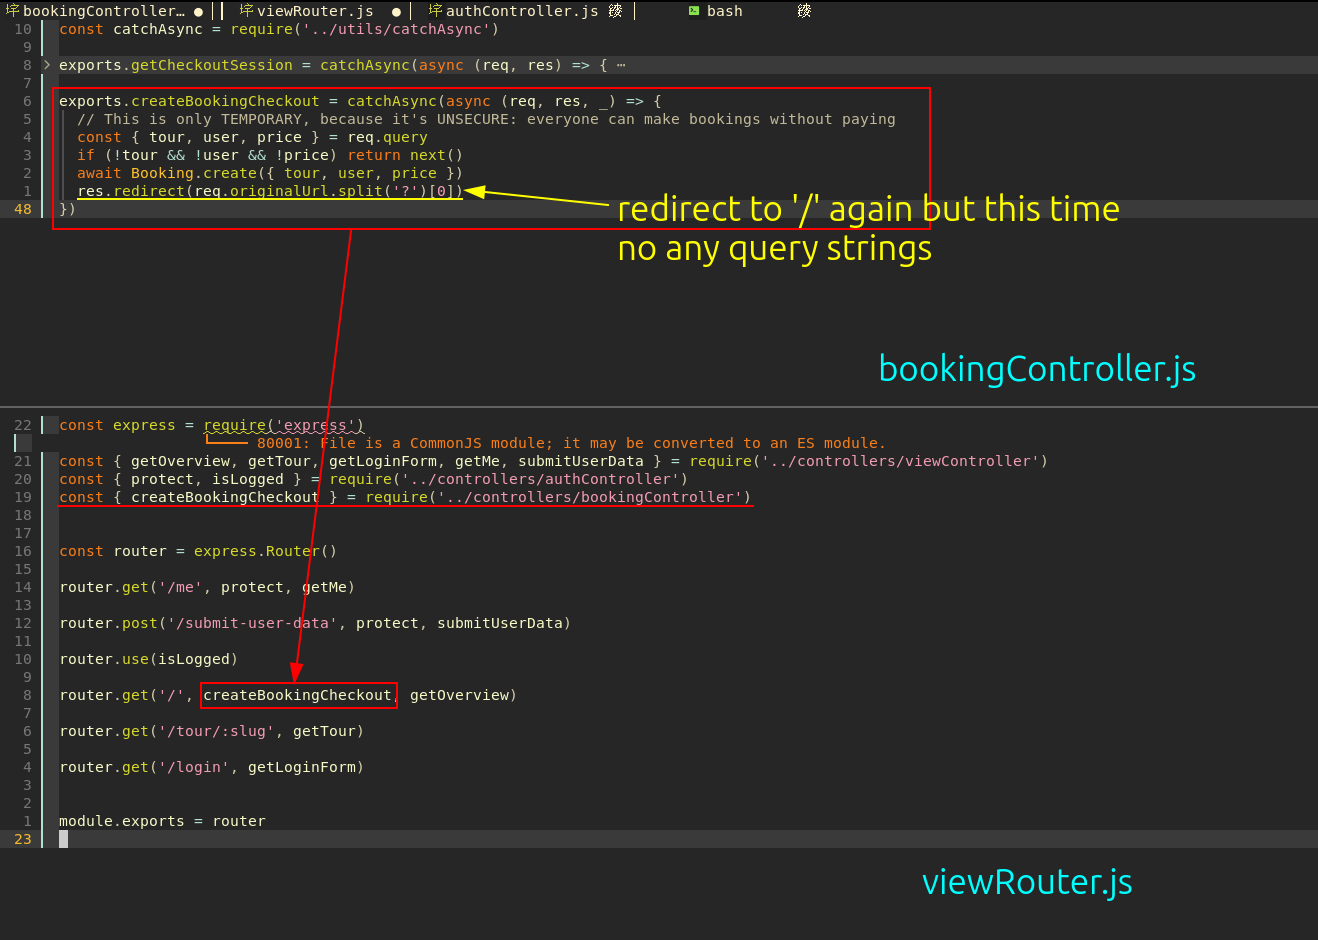 bookingController… ● viewRouter.js ● authController.js bash
10 const catchAsync = require('../utils/catchAsync')
9
8 > exports.getCheckoutSession = catchAsync(async (req, res) => { ⋯
7
6 exports.createBookingCheckout = catchAsync(async (req, res, _) => {
5 // This is only TEMPORARY, because it's UNSECURE: everyone can make bookings without paying
4 const { tour, user, price } = req.query
3 if (!tour && !user && !price) return next()
2 await Booking.create({ tour, user, price })
1 res.redirect(req.originalUrl.split('?')[0])
48 })
redirect to '/' again but this time
no any query strings
bookingController.js
22 const express = require('express')
80001: File is a CommonJS module; it may be converted to an ES module.
21 const { getOverview, getTour, getLoginForm, getMe, submitUserData } = require('../controllers/viewController')
20 const { protect, isLogged } = require('../controllers/authController')
19 const { createBookingCheckout } = require('../controllers/bookingController')
18
17
16 const router = express.Router()
15
14 router.get('/me', protect, getMe)
13
12 router.post('/submit-user-data', protect, submitUserData)
11
10 router.use(isLogged)
9
8 router.get('/', createBookingCheckout, getOverview)
7
6 router.get('/tour/:slug', getTour)
5
4 router.get('/login', getLoginForm)
3
2
1 module.exports = router
23
viewRouter.js